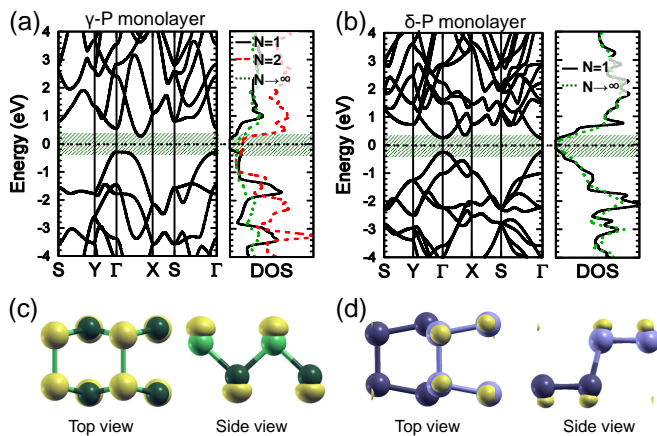 (a) γ-P monolayer
Energy (eV)
4
3
2
1
0
-1
-2
-3
-4
S Y Γ X S Γ
N=1
N=2
N→∞
DOS
(b) δ-P monolayer
Energy (eV)
4
3
2
1
0
-1
-2
-3
-4
S Y Γ X S Γ
N=1
N→∞
DOS
(c)
Top view Side view
(d)
Top view Side view